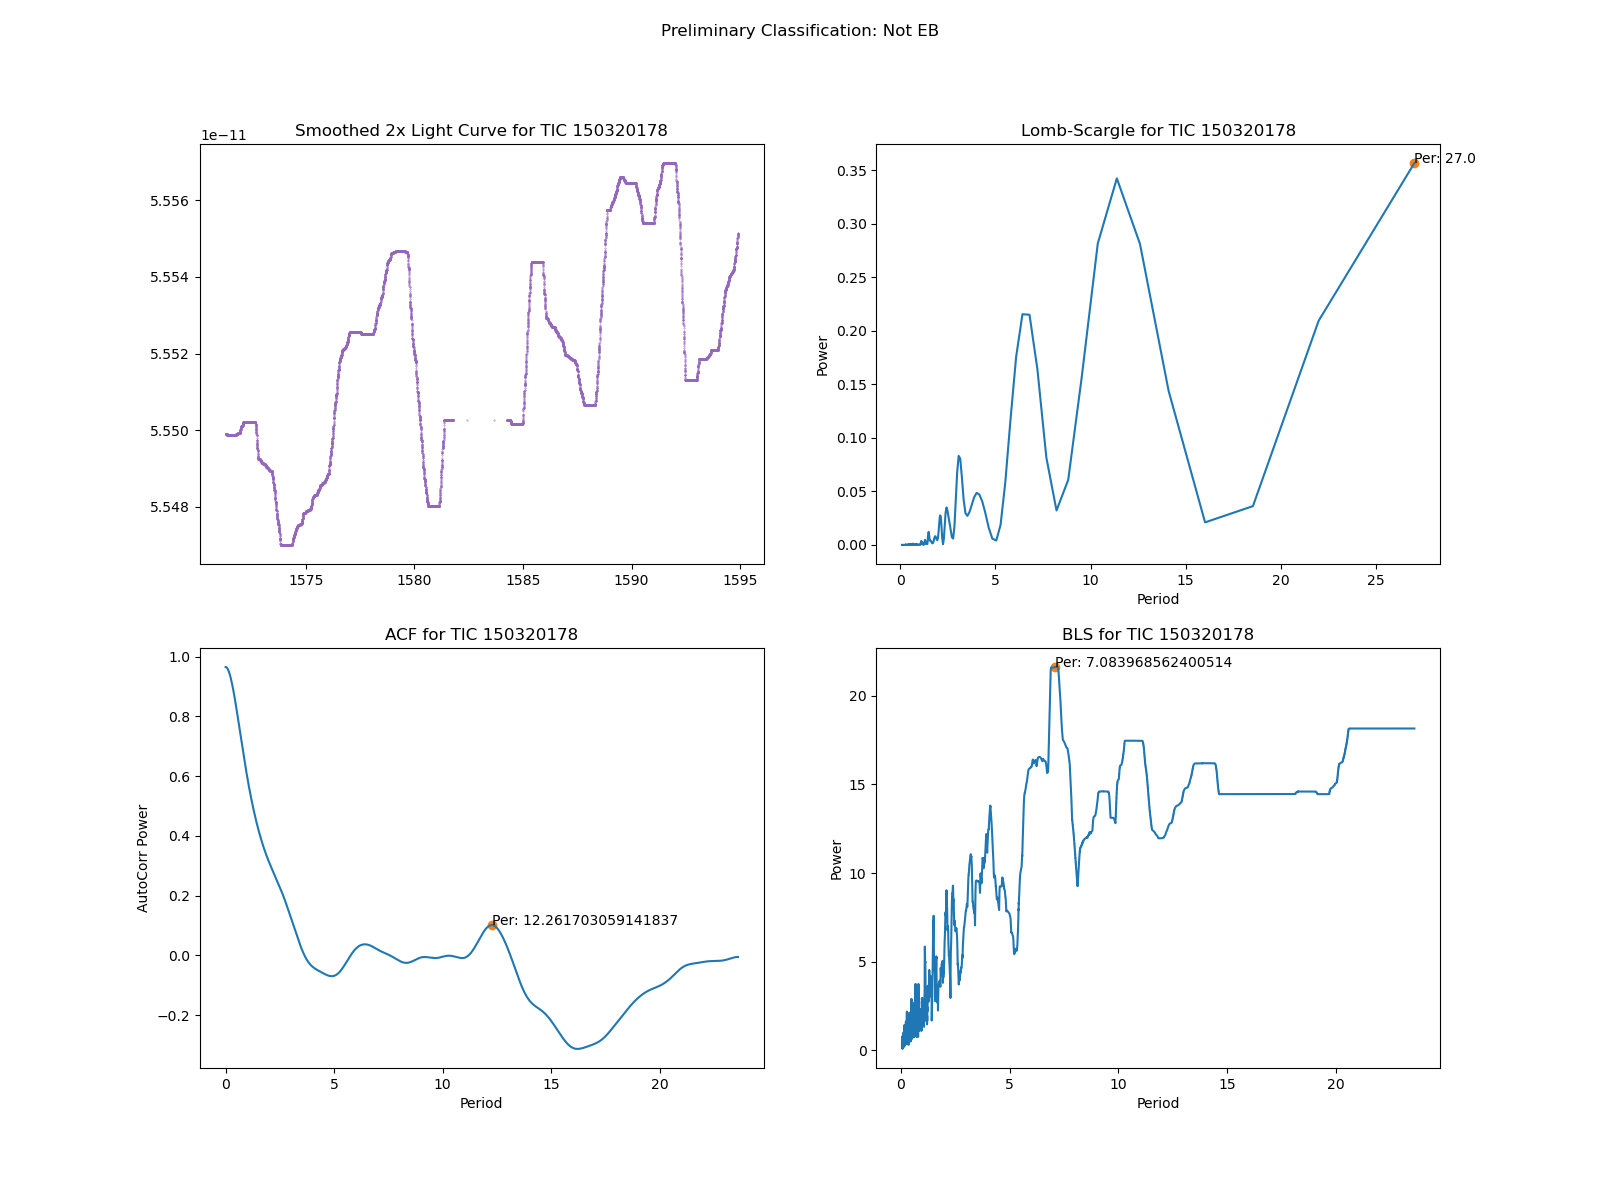 Preliminary Classification: Not EB
Smoothed 2x Light Curve for TIC 150320178
1e−11
5.556
5.554
5.552
5.550
5.548
1575 1580 1585 1590 1595
Lomb-Scargle for TIC 150320178
Per: 27.0
Power
0.35
0.30
0.25
0.20
0.15
0.10
0.05
0.00
0 5 10 15 20 25
Period
ACF for TIC 150320178
Per: 12.261703059141837
AutoCorr Power
1.0
0.8
0.6
0.4
0.2
0.0
−0.2
0 5 10 15 20
Period
BLS for TIC 150320178
Per: 7.083968562400514
Power
20
15
10
5
0
0 5 10 15 20
Period